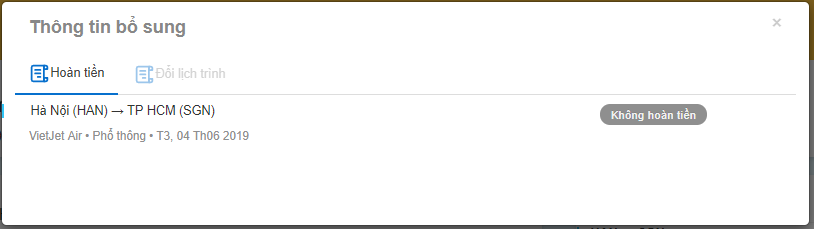 Thông tin bổ sung
×
Hoàn tiền
Đổi lịch trình
Hà Nội (HAN) → TP HCM (SGN)
Không hoàn tiền
VietJet Air • Phổ thông • T3, 04 Th06 2019